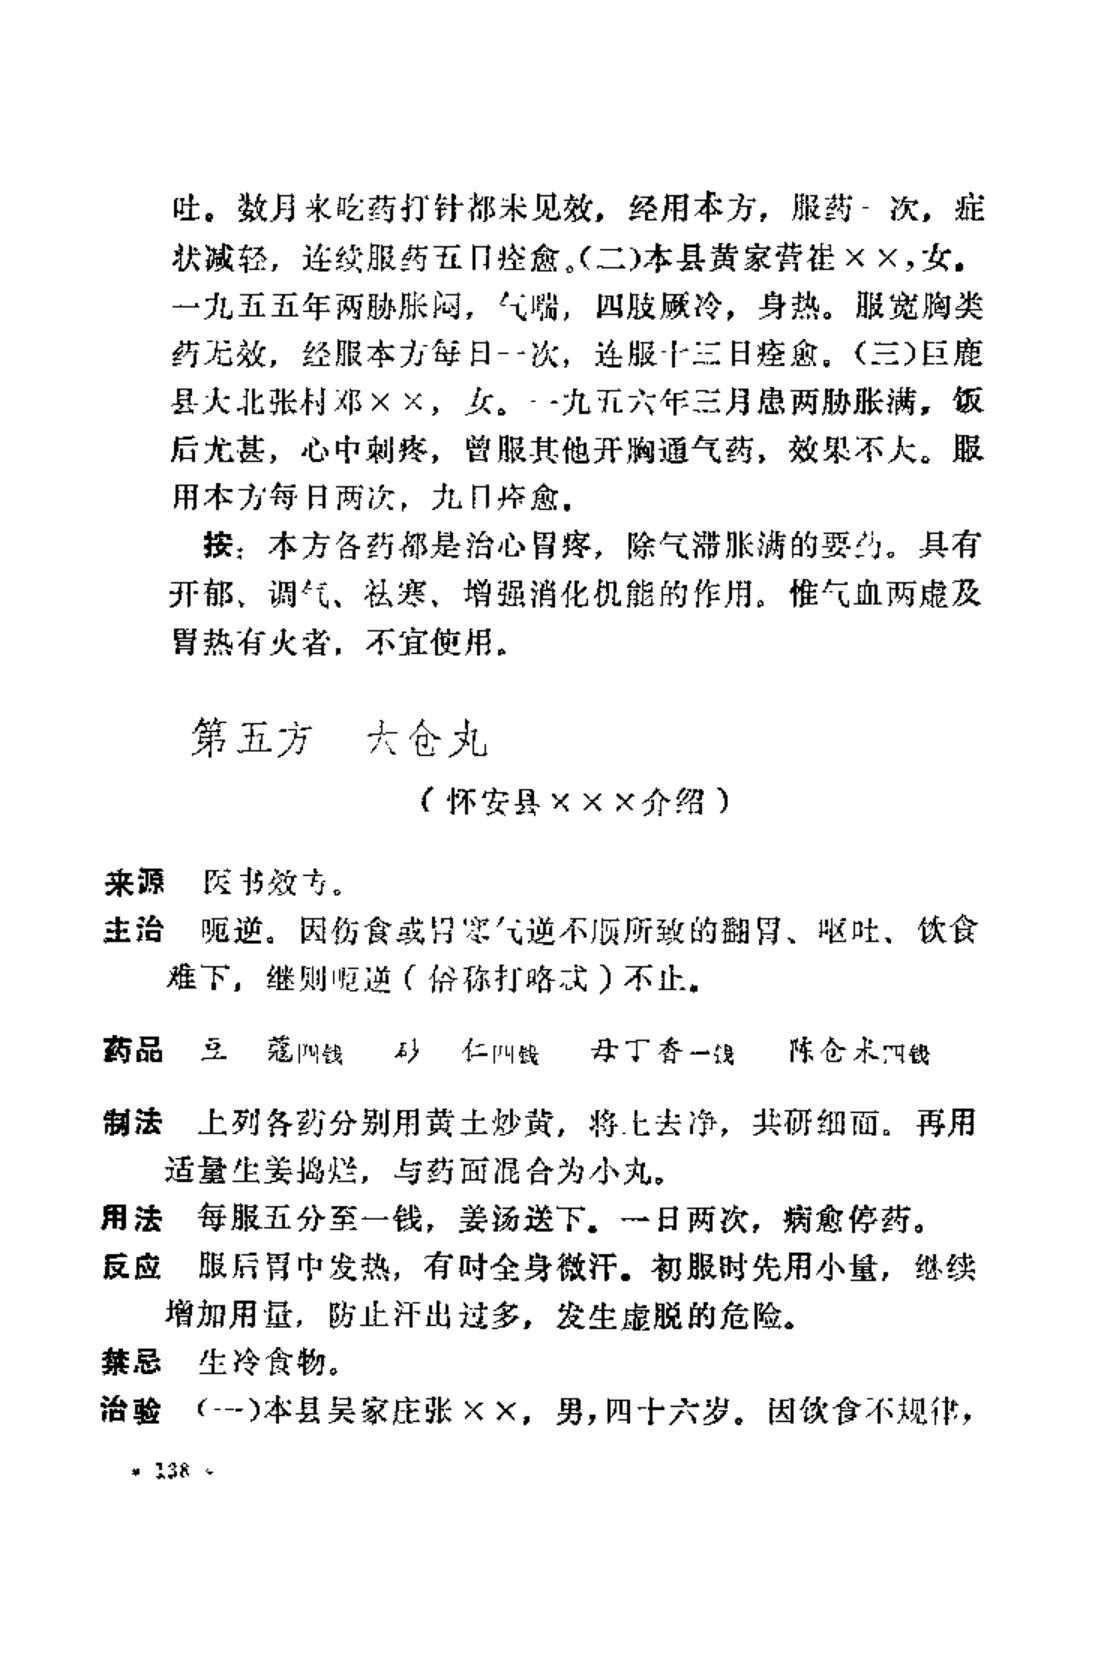 吐。数月来吃药打针都未见效，经用本方，服药一次，症
状减轻，连续服药五日痊愈。(二)本县黄家营崔××，女。
一九五五年两胁胀闷，气喘，四肢厥冷，身热。服宽胸类
药无效，经服本方每日一次，连服十三日痊愈。(三)巨鹿
县大北张村邓××，女。一九五六年三月患两胁胀满，饭
后尤甚，心中刺疼，曾服其他开胸通气药，效果不大。服
用本方每日两次，九日痊愈。
按：本方各药都是治心胃疼，除气滞胀满的要药。具有
开郁、调气、祛寒、增强消化机能的作用。惟气血两虚及
胃热有火者，不宜使用。
第五方 大仓丸
(怀安县×××介绍)
来源 医书效方。
主治 呃逆。因伤食或胃寒气逆不顺所致的翻胃、呕吐、饮食
难下，继则呃逆(俗称打咯忒)不止。
药品 豆 蔻四钱 砂 仁四钱 母丁香一钱 陈仓米四钱
制法 上列各药分别用黄土炒黄，将土去净，共研细面。再用
适量生姜捣烂，与药面混合为小丸。
用法 每服五分至一钱，姜汤送下。一日两次，病愈停药。
反应 服后胃中发热，有时全身微汗。初服时先用小量，继续
增加用量，防止汗出过多，发生虚脱的危险。
禁忌 生冷食物。
治验 (一)本县吴家庄张××，男，四十六岁。因饮食不规律，
• 138 •